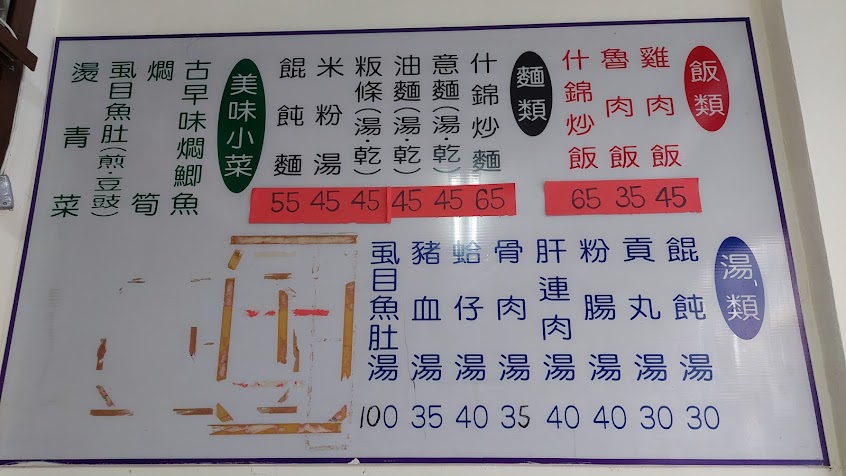 飯類
雞肉飯 45
魯肉飯 35
什錦炒飯 65
麵類
什錦炒麵 65
意麵(湯·乾) 45
油麵(湯·乾) 45
粄條(湯·乾) 45
米粉湯 45
餛飩麵 55
美味小菜
古早味燜鯽魚
燜筍
虱目魚肚(煎·豆豉)
燙青菜
湯類
餛飩湯 30
貢丸湯 30
粉腸湯 40
肝連肉湯 40
骨肉湯 35
蛤仔湯 40
豬血湯 35
虱目魚肚湯 100